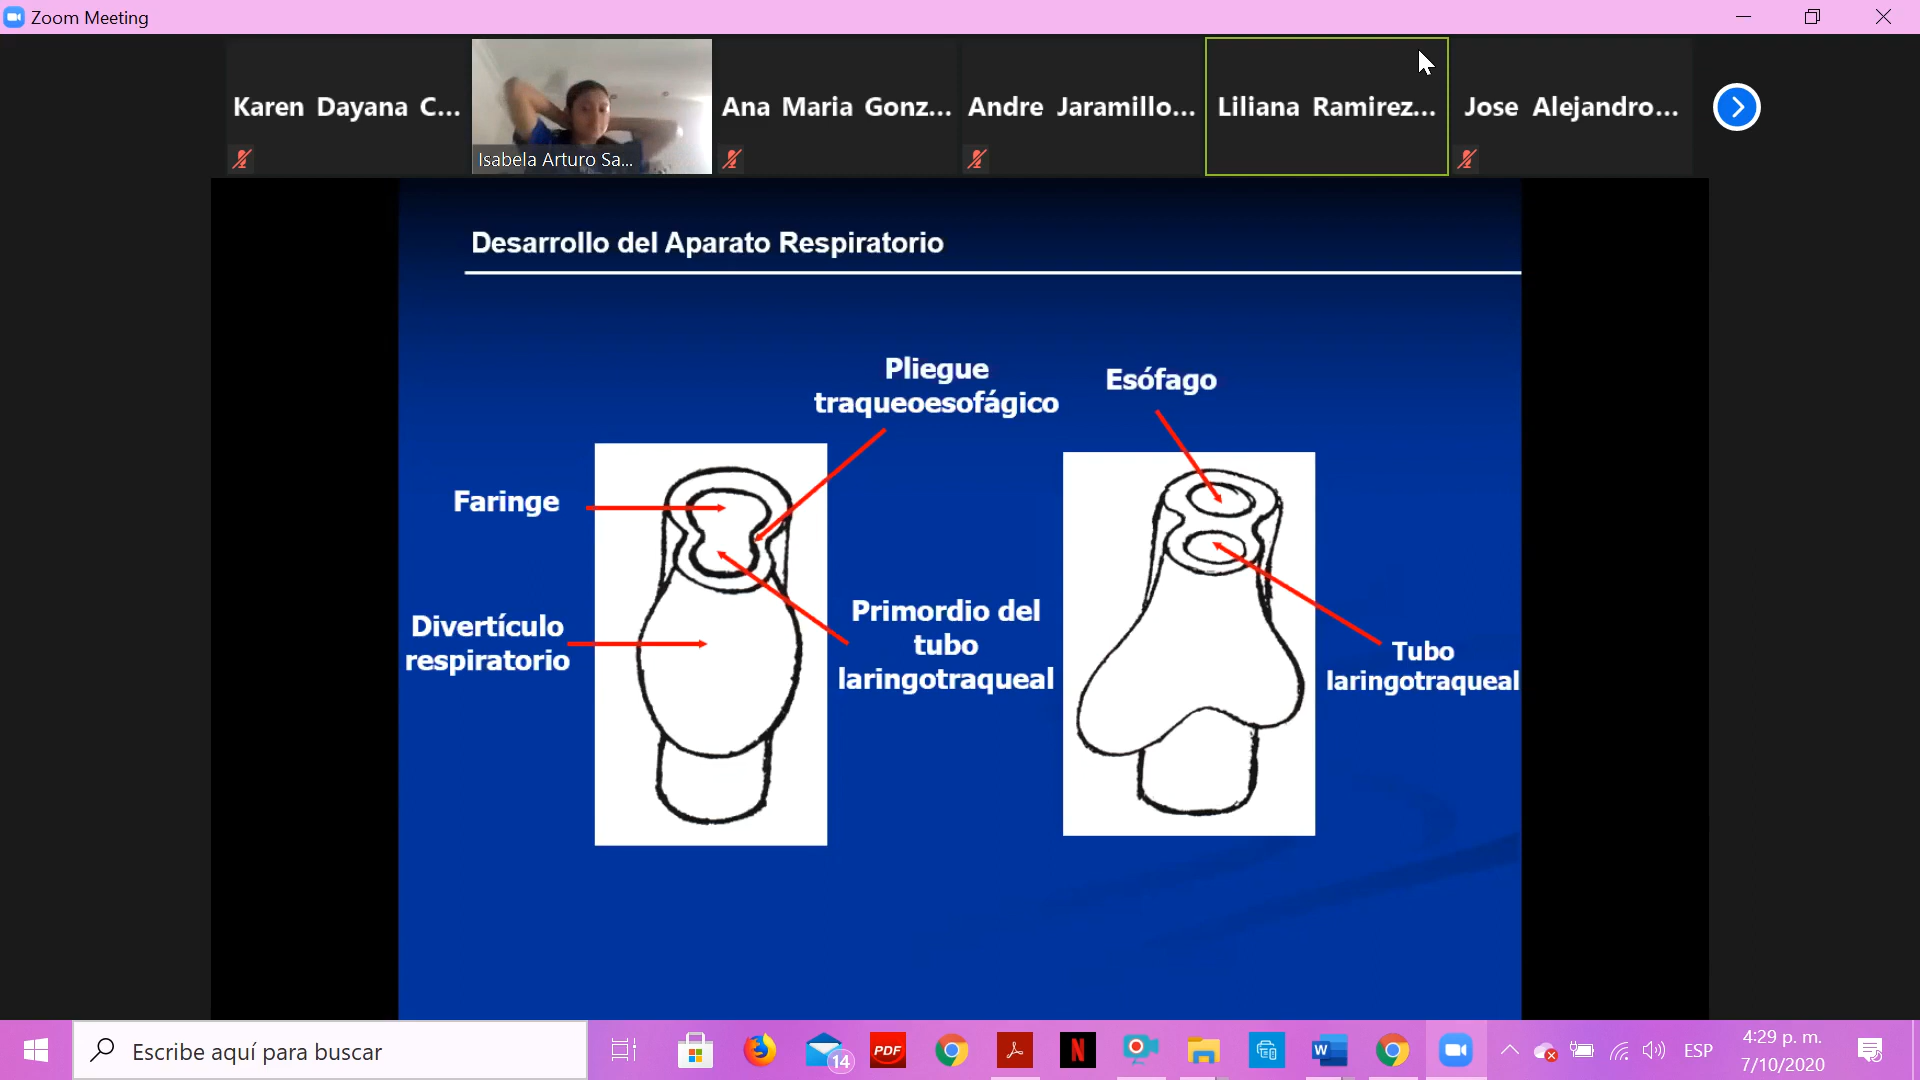 Zoom Meeting
Karen Dayana C...
Isabela Arturo Sa...
Ana Maria Gonz...
Andre Jaramillo...
Liliana Ramirez...
Jose Alejandro...
Desarrollo del Aparato Respiratorio
Pliegue
traqueoesofágico
Esófago
Faringe
Divertículo
respiratorio
Primordio del
tubo
laringotraqueal
Tubo
laringotraqueal
Escribe aquí para buscar
14
PDF
N
W
ESP
4:29 p. m.
7/10/2020